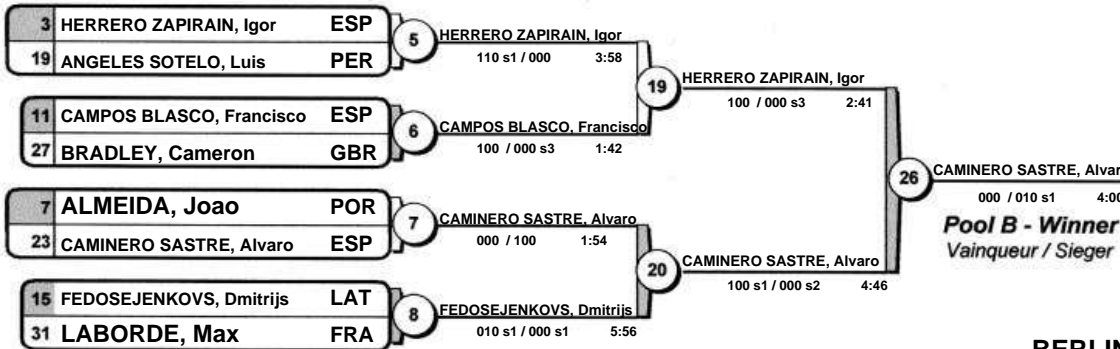 3 HERRERO ZAPIRAIN, Igor ESP
19 ANGELES SOTELO, Luis PER
5
HERRERO ZAPIRAIN, Igor
110 s1 / 000 3:58
11 CAMPOS BLASCO, Francisco ESP
27 BRADLEY, Cameron GBR
6
CAMPOS BLASCO, Francisco
100 / 000 s3 1:42
19
HERRERO ZAPIRAIN, Igor
100 / 000 s3 2:41
7 ALMEIDA, Joao POR
23 CAMINERO SASTRE, Alvaro ESP
7
CAMINERO SASTRE, Alvaro
000 / 100 1:54
15 FEDOSEJENKOVS, Dmitrijs LAT
31 LABORDE, Max FRA
8
FEDOSEJENKOVS, Dmitrijs
010 s1 / 000 s1 5:56
20
CAMINERO SASTRE, Alvaro
100 s1 / 000 s2 4:46
26
CAMINERO SASTRE, Alvar
000 / 010 s1 4:00
Pool B - Winner
Vainqueur / Sieger